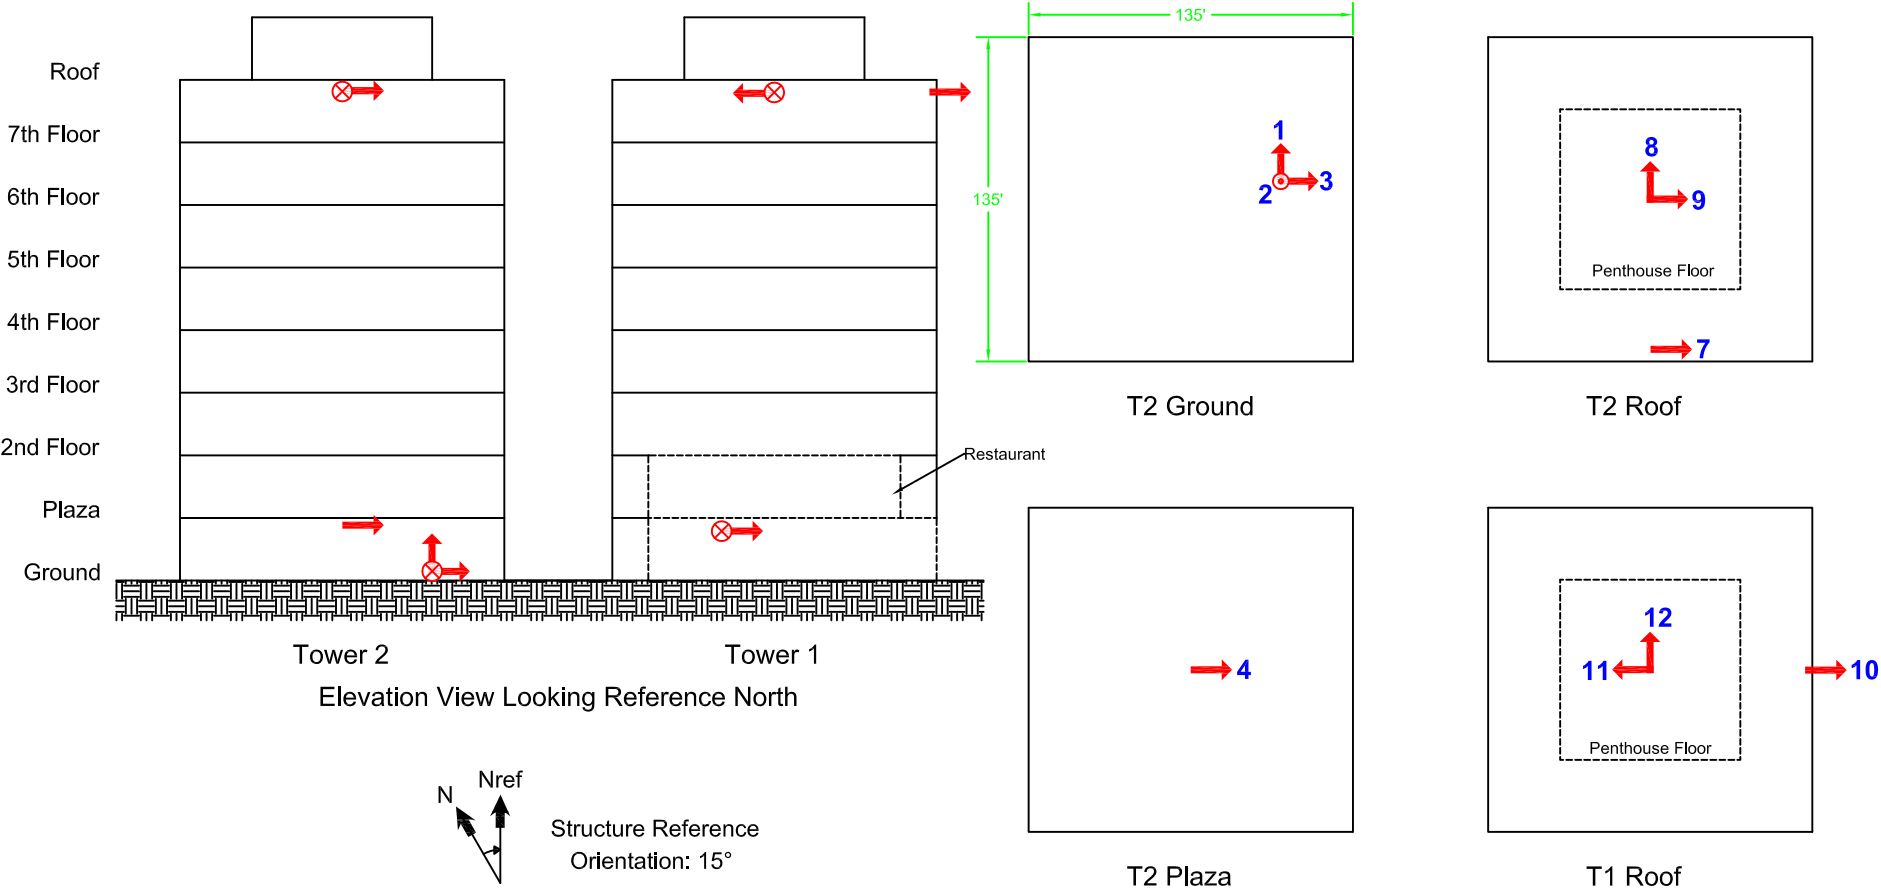 Roof
7th Floor
6th Floor
5th Floor
4th Floor
3rd Floor
2nd Floor
Plaza
Ground
Restaurant
Tower 2
Tower 1
Elevation View Looking Reference North
N
Nref
Structure Reference
Orientation: 15°
135'
135'
1
2
3
T2 Ground
8
9
Penthouse Floor
7
T2 Roof
4
T2 Plaza
12
11
10
Penthouse Floor
T1 Roof